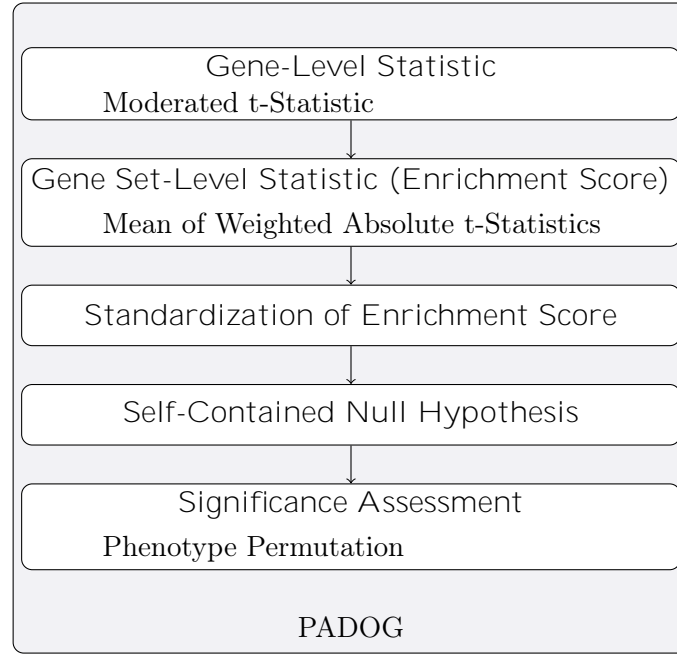 Gene-Level Statistic
Moderated t-Statistic
Gene Set-Level Statistic (Enrichment Score)
Mean of Weighted Absolute t-Statistics
Standardization of Enrichment Score
Self-Contained Null Hypothesis
Significance Assessment
Phenotype Permutation
PADOG